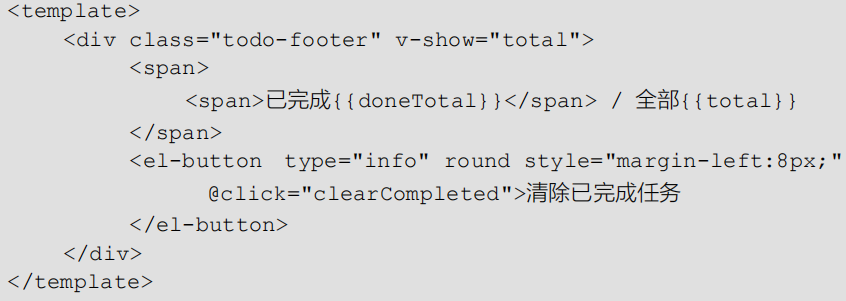 <template>
    <div class="todo-footer" v-show="total">
        <span>
            <span>已完成{{doneTotal}}</span> / 全部{{total}}
        </span>
        <el-button type="info" round style="margin-left:8px;"
            @click="clearCompleted">清除已完成任务
        </el-button>
    </div>
</template>